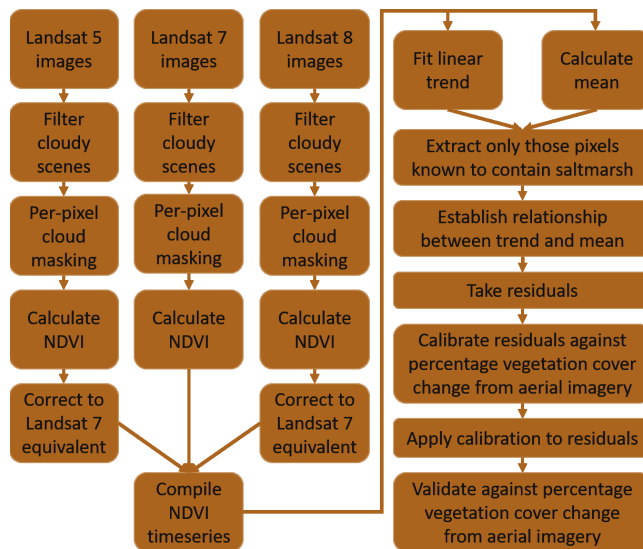 Landsat 5
images
Filter
cloudy
scenes
Per-pixel
cloud
masking
Calculate
NDVI
Correct to
Landsat 7
equivalent
Landsat 7
images
Filter
cloudy
scenes
Per-pixel
cloud
masking
Calculate
NDVI
Landsat 8
images
Filter
cloudy
scenes
Per-pixel
cloud
masking
Calculate
NDVI
Correct to
Landsat 7
equivalent
Compile
NDVI
timeseries
Fit linear
trend
Calculate
mean
Extract only those pixels
known to contain saltmarsh
Establish relationship
between trend and mean
Take residuals
Calibrate residuals against
percentage vegetation cover
change from aerial imagery
Apply calibration to residuals
Validate against percentage
vegetation cover change
from aerial imagery